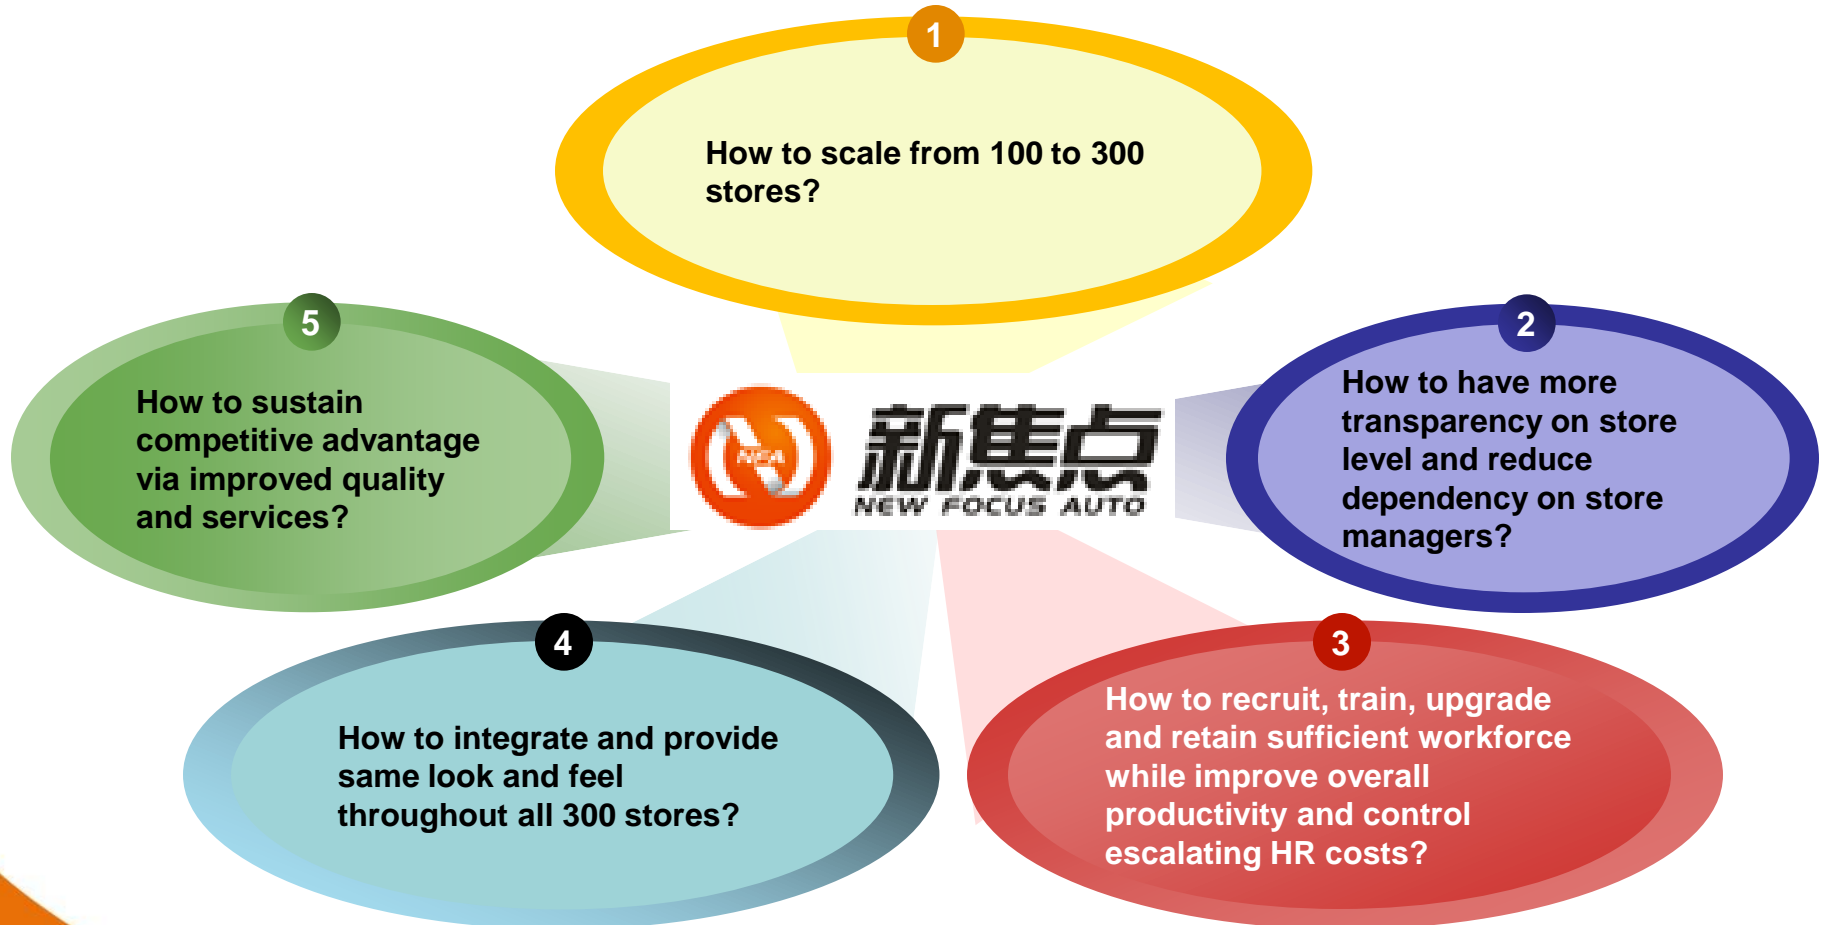 1
How to scale from 100 to 300
stores?
2
How to have more
transparency on store
level and reduce
dependency on store
managers?
3
How to recruit, train, upgrade
and retain sufficient workforce
while improve overall
productivity and control
escalating HR costs?
4
How to integrate and provide
same look and feel
throughout all 300 stores?
5
How to sustain
competitive advantage
via improved quality
and services?
NFA
新焦点
NEW FOCUS AUTO